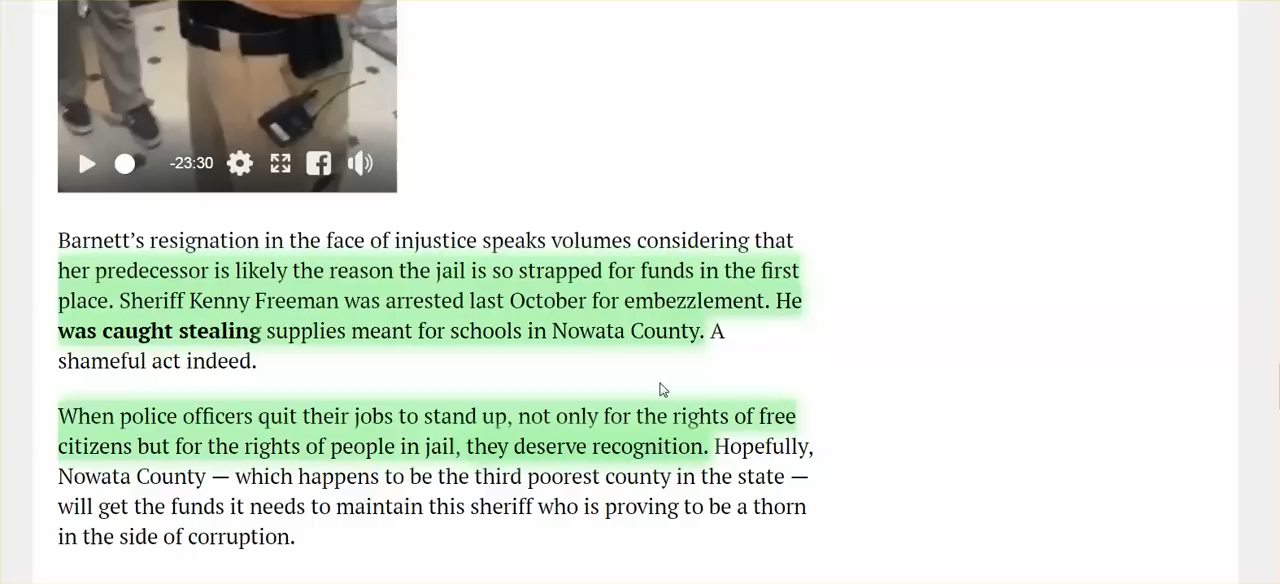 -23:30
Barnett’s resignation in the face of injustice speaks volumes considering that
her predecessor is likely the reason the jail is so strapped for funds in the first
place. Sheriff Kenny Freeman was arrested last October for embezzlement. He
was caught stealing supplies meant for schools in Nowata County. A
shameful act indeed.
When police officers quit their jobs to stand up, not only for the rights of free
citizens but for the rights of people in jail, they deserve recognition. Hopefully,
Nowata County — which happens to be the third poorest county in the state —
will get the funds it needs to maintain this sheriff who is proving to be a thorn
in the side of corruption.